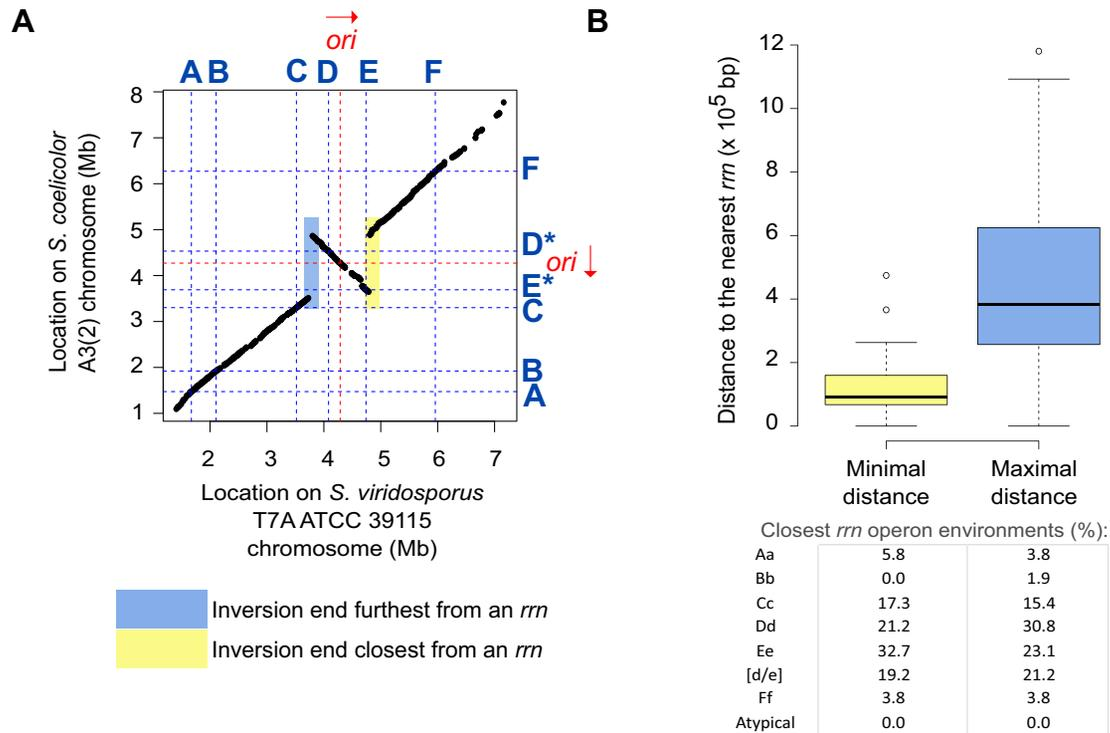 A
ori
A B C D E F
Location on S. coelicolor
A3(2) chromosome (Mb)
8
7
6
5
4
3
2
1
F
D*
ori
E*
C
B
A
2 3 4 5 6 7
Location on S. viridosporus
T7A ATCC 39115
chromosome (Mb)
Inversion end furthest from an rrn
Inversion end closest from an rrn
B
Distance to the nearest rrn (x 10^5 bp)
12
10
8
6
4
2
0
Minimal distance
Maximal distance
Closest rrn operon environments (%):
Aa 5.8 3.8
Bb 0.0 1.9
Cc 17.3 15.4
Dd 21.2 30.8
Ee 32.7 23.1
[d/e] 19.2 21.2
Ff 3.8 3.8
Atypical 0.0 0.0